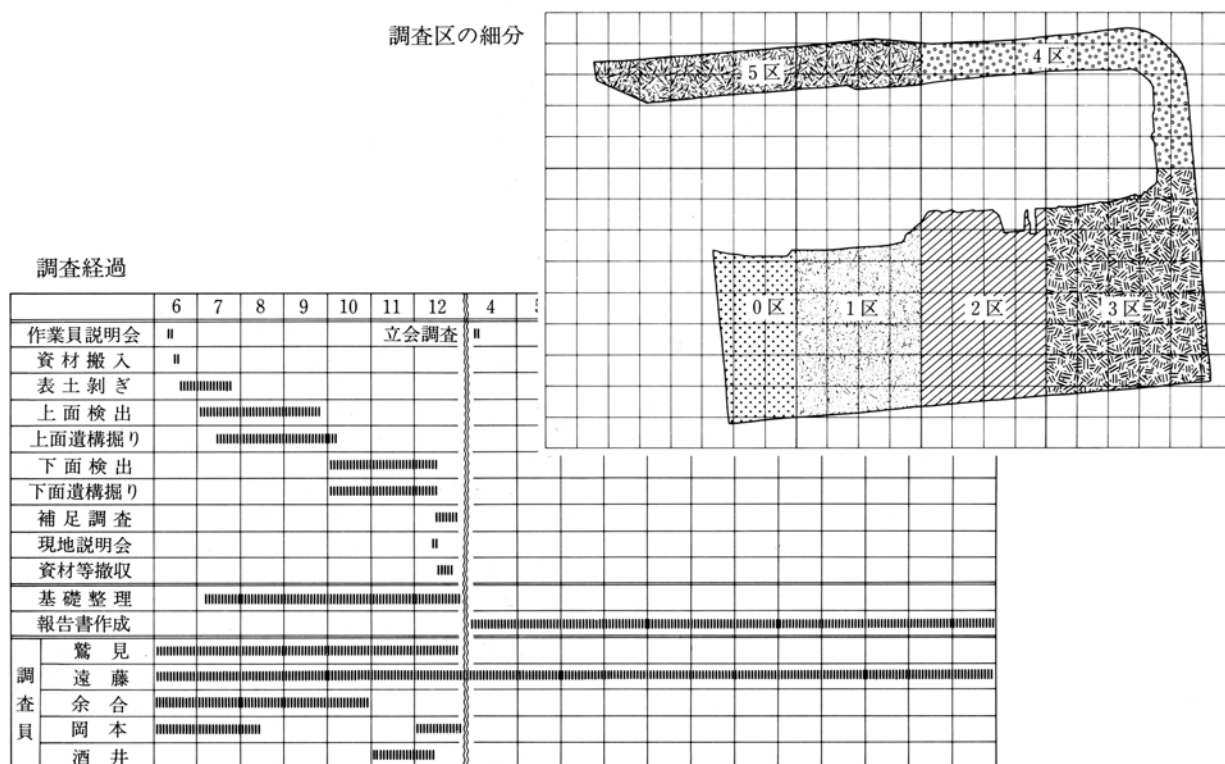 調査区の細分
5区
4区
0区
1区
2区
3区
調査経過
6 7 8 9 10 11 12 4
作業員説明会 立会調査
資材搬入
表土剝ぎ
上面検出
上面遺構掘り
下面検出
下面遺構掘り
補足調査
現地説明会
資材等撤収
基礎整理
報告書作成
調査員
鷲見
遠藤
余合
岡本
酒井